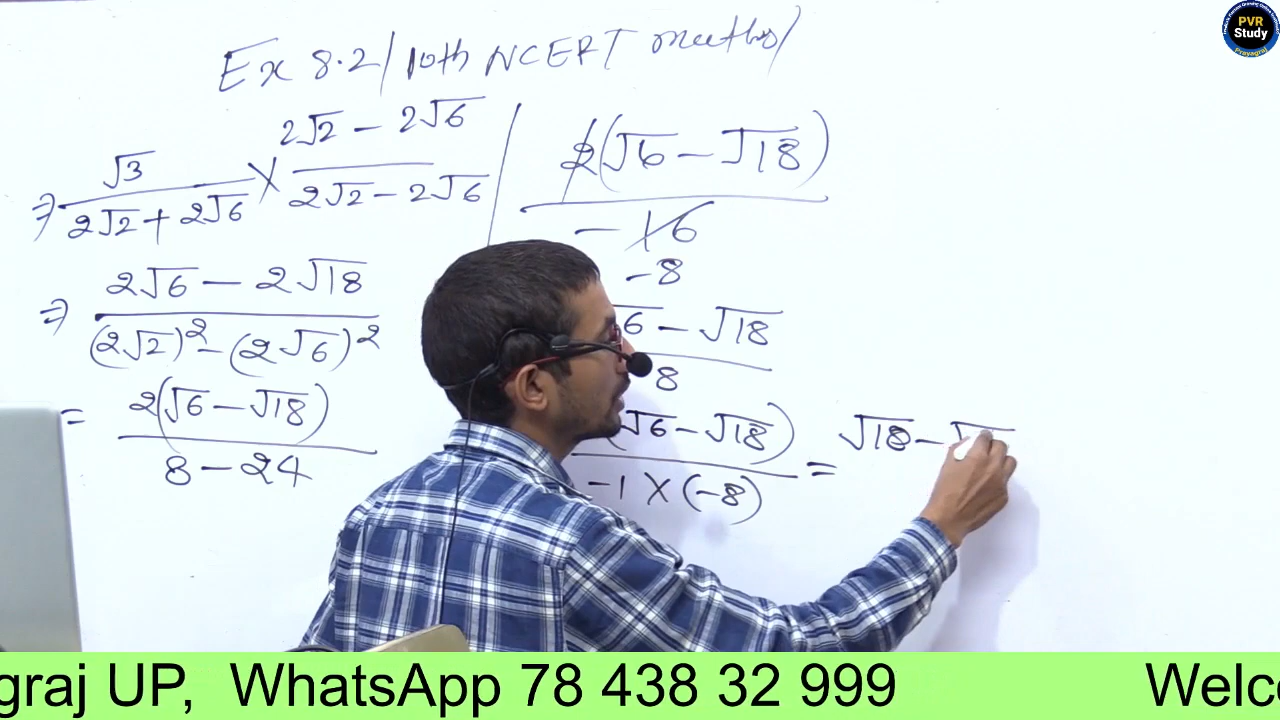 Ex 8.2/10th NCERT maths/
⇒ √3/(2√2 + 2√6) × (2√2 − 2√6)/(2√2 − 2√6)
⇒ (2√6 − 2√18)/((2√2)² − (2√6)²)
= 2(√6 − √18)/(8 − 24)
2(√6 − √18)/−16
−8
6 − √18
8
(√6 − √18)/(−1 × (−8)) = √18 − √
PVR
Study
Prayagraj
graj UP, WhatsApp 78 438 32 999 Welc